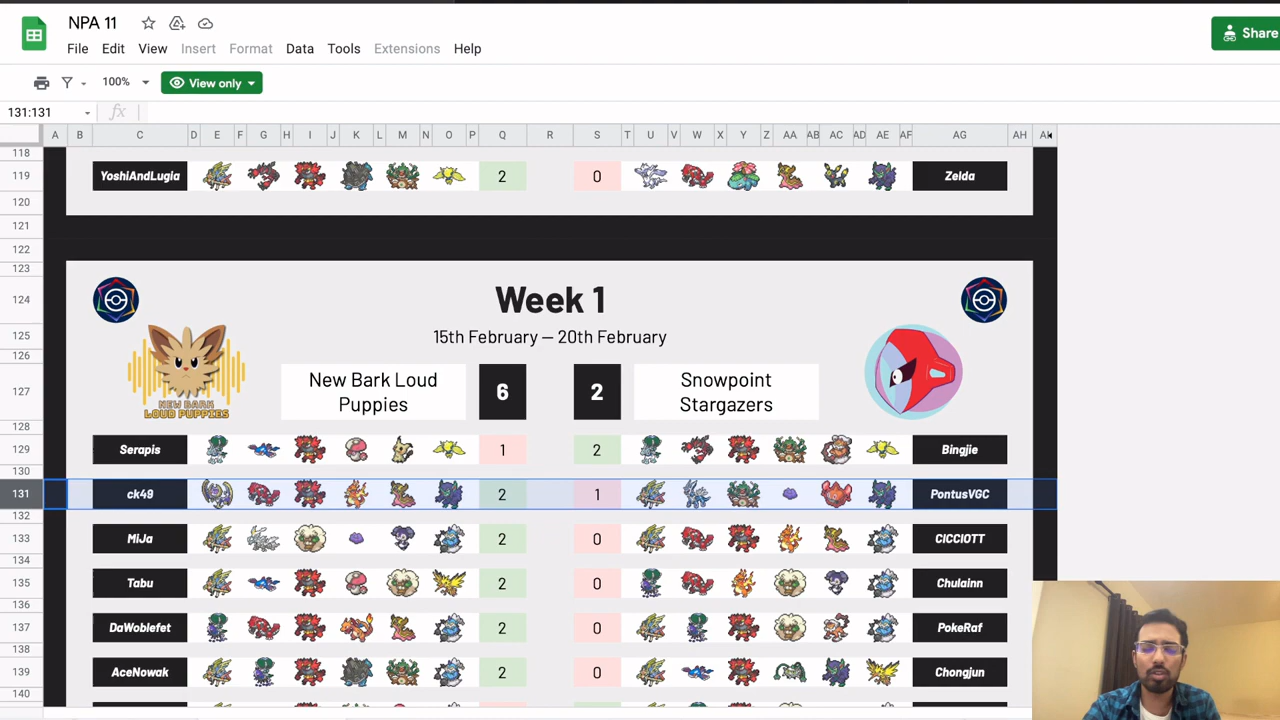 NPA 11
File Edit View Insert Format Data Tools Extensions Help
Share
100% View only
131:131 fx
A B C D E F G H I J K L M N O P Q R S T U V W X Y Z AA AB AC AD AE AF AG AH
118
119 YoshiAndLugia 2 0 Zelda
120
121
122
123
124 Week 1
125 15th February — 20th February
126
127 New Bark Loud Puppies 6 2 Snowpoint Stargazers
NEW BARK
LOUD PUPPIES
128
129 Serapis 1 2 Bingjie
130
131 ck49 2 1 PontusVGC
132
133 MiJa 2 0 CICCIOTT
134
135 Tabu 2 0 Chulainn
136
137 DaWoblefet 2 0 PokeRaf
138
139 AceNowak 2 0 Chongjun
140